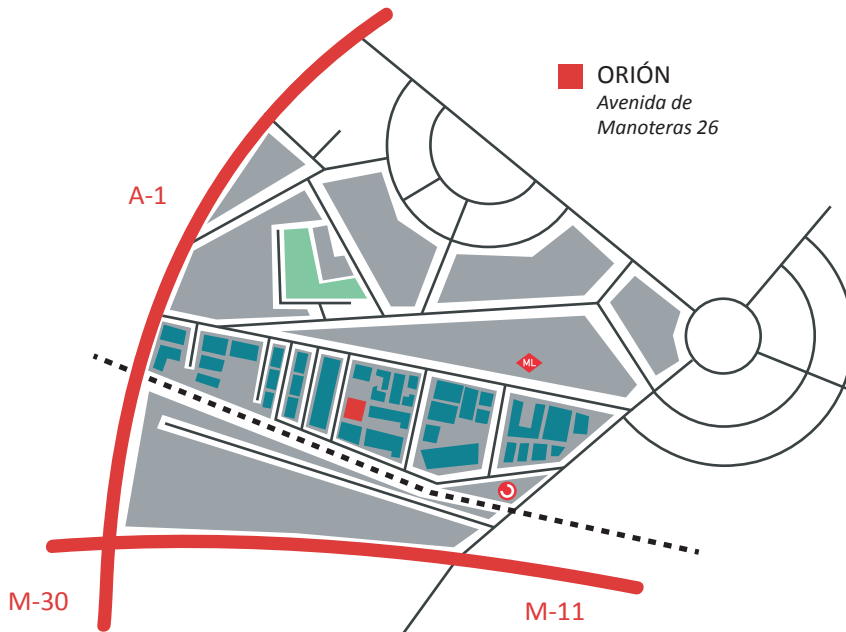 ORIÓN
Avenida de
Manoteras 26
A-1
ML
M-30
M-11